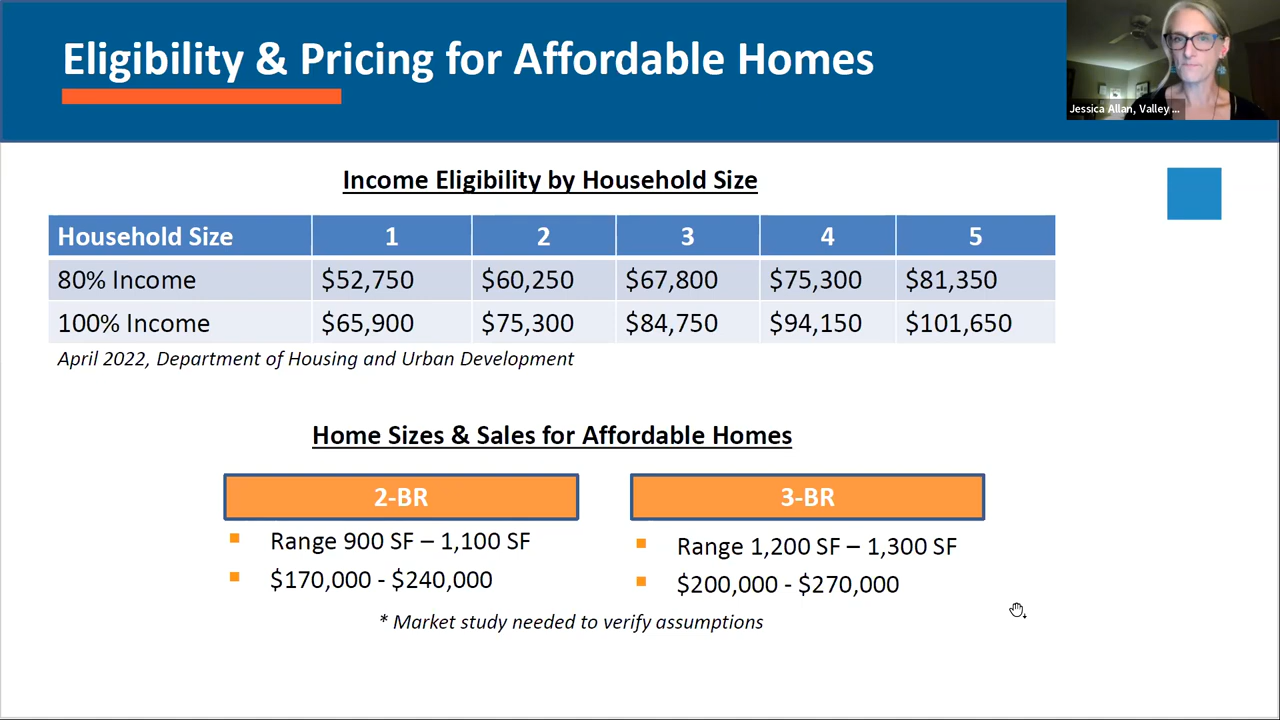 Eligibility & Pricing for Affordable Homes
Jessica Allan, Valley ...
Income Eligibility by Household Size
Household Size 1 2 3 4 5
80% Income $52,750 $60,250 $67,800 $75,300 $81,350
100% Income $65,900 $75,300 $84,750 $94,150 $101,650
April 2022, Department of Housing and Urban Development
Home Sizes & Sales for Affordable Homes
2-BR
Range 900 SF – 1,100 SF
$170,000 - $240,000
3-BR
Range 1,200 SF – 1,300 SF
$200,000 - $270,000
* Market study needed to verify assumptions